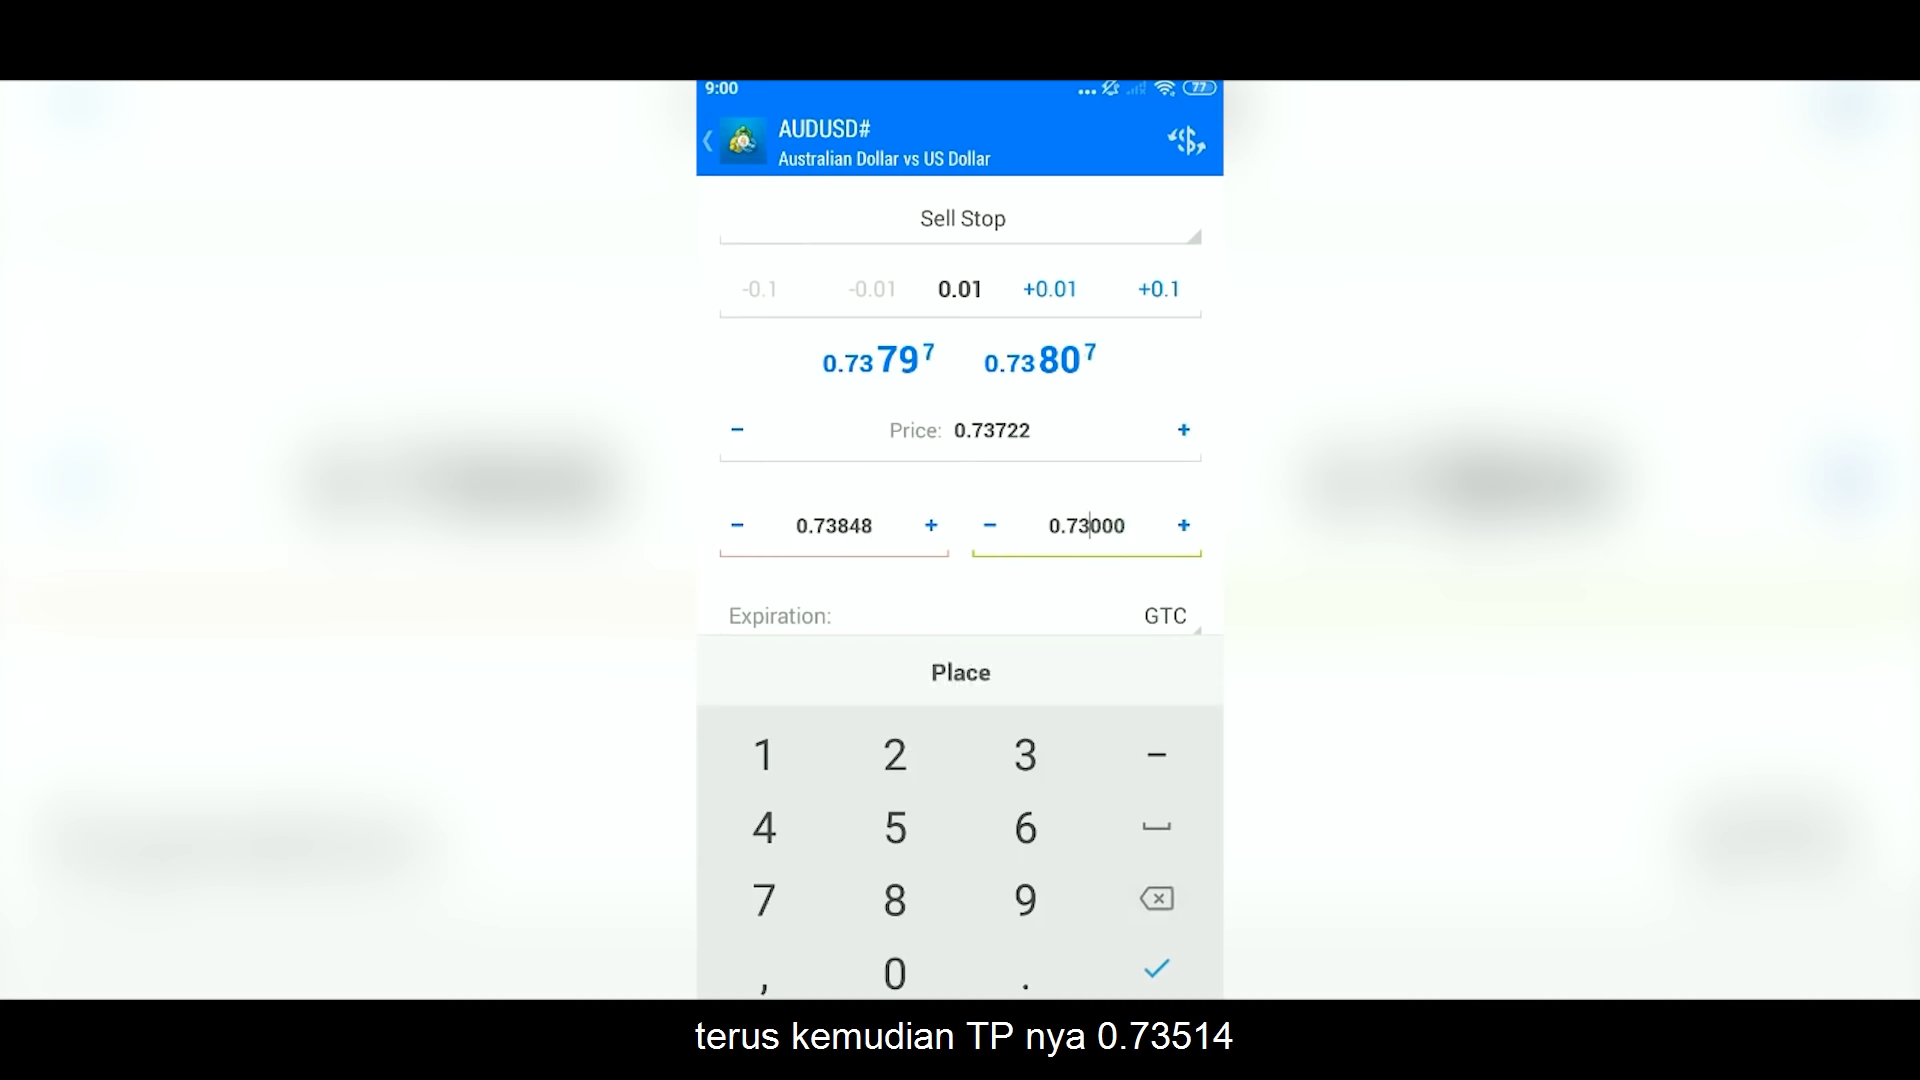 9:00
77
AUDUSD#
Australian Dollar vs US Dollar
Sell Stop
-0.1 -0.01 0.01 +0.01 +0.1
0.73797 0.73807
− Price: 0.73722 +
− 0.73848 + − 0.73000 +
Expiration: GTC
Place
1 2 3 −
4 5 6
7 8 9
, 0 .
terus kemudian TP nya 0.73514